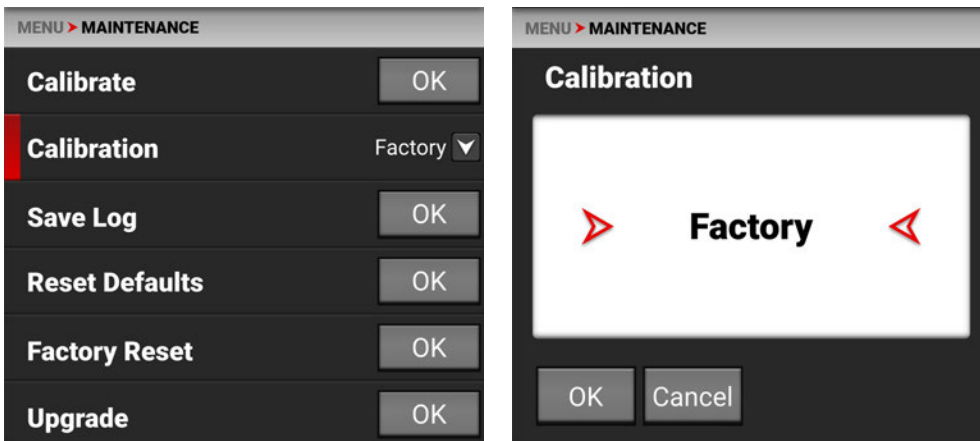 MENU > MAINTENANCE
Calibrate OK
Calibration Factory
Save Log OK
Reset Defaults OK
Factory Reset OK
Upgrade OK
MENU > MAINTENANCE
Calibration
Factory
OK Cancel